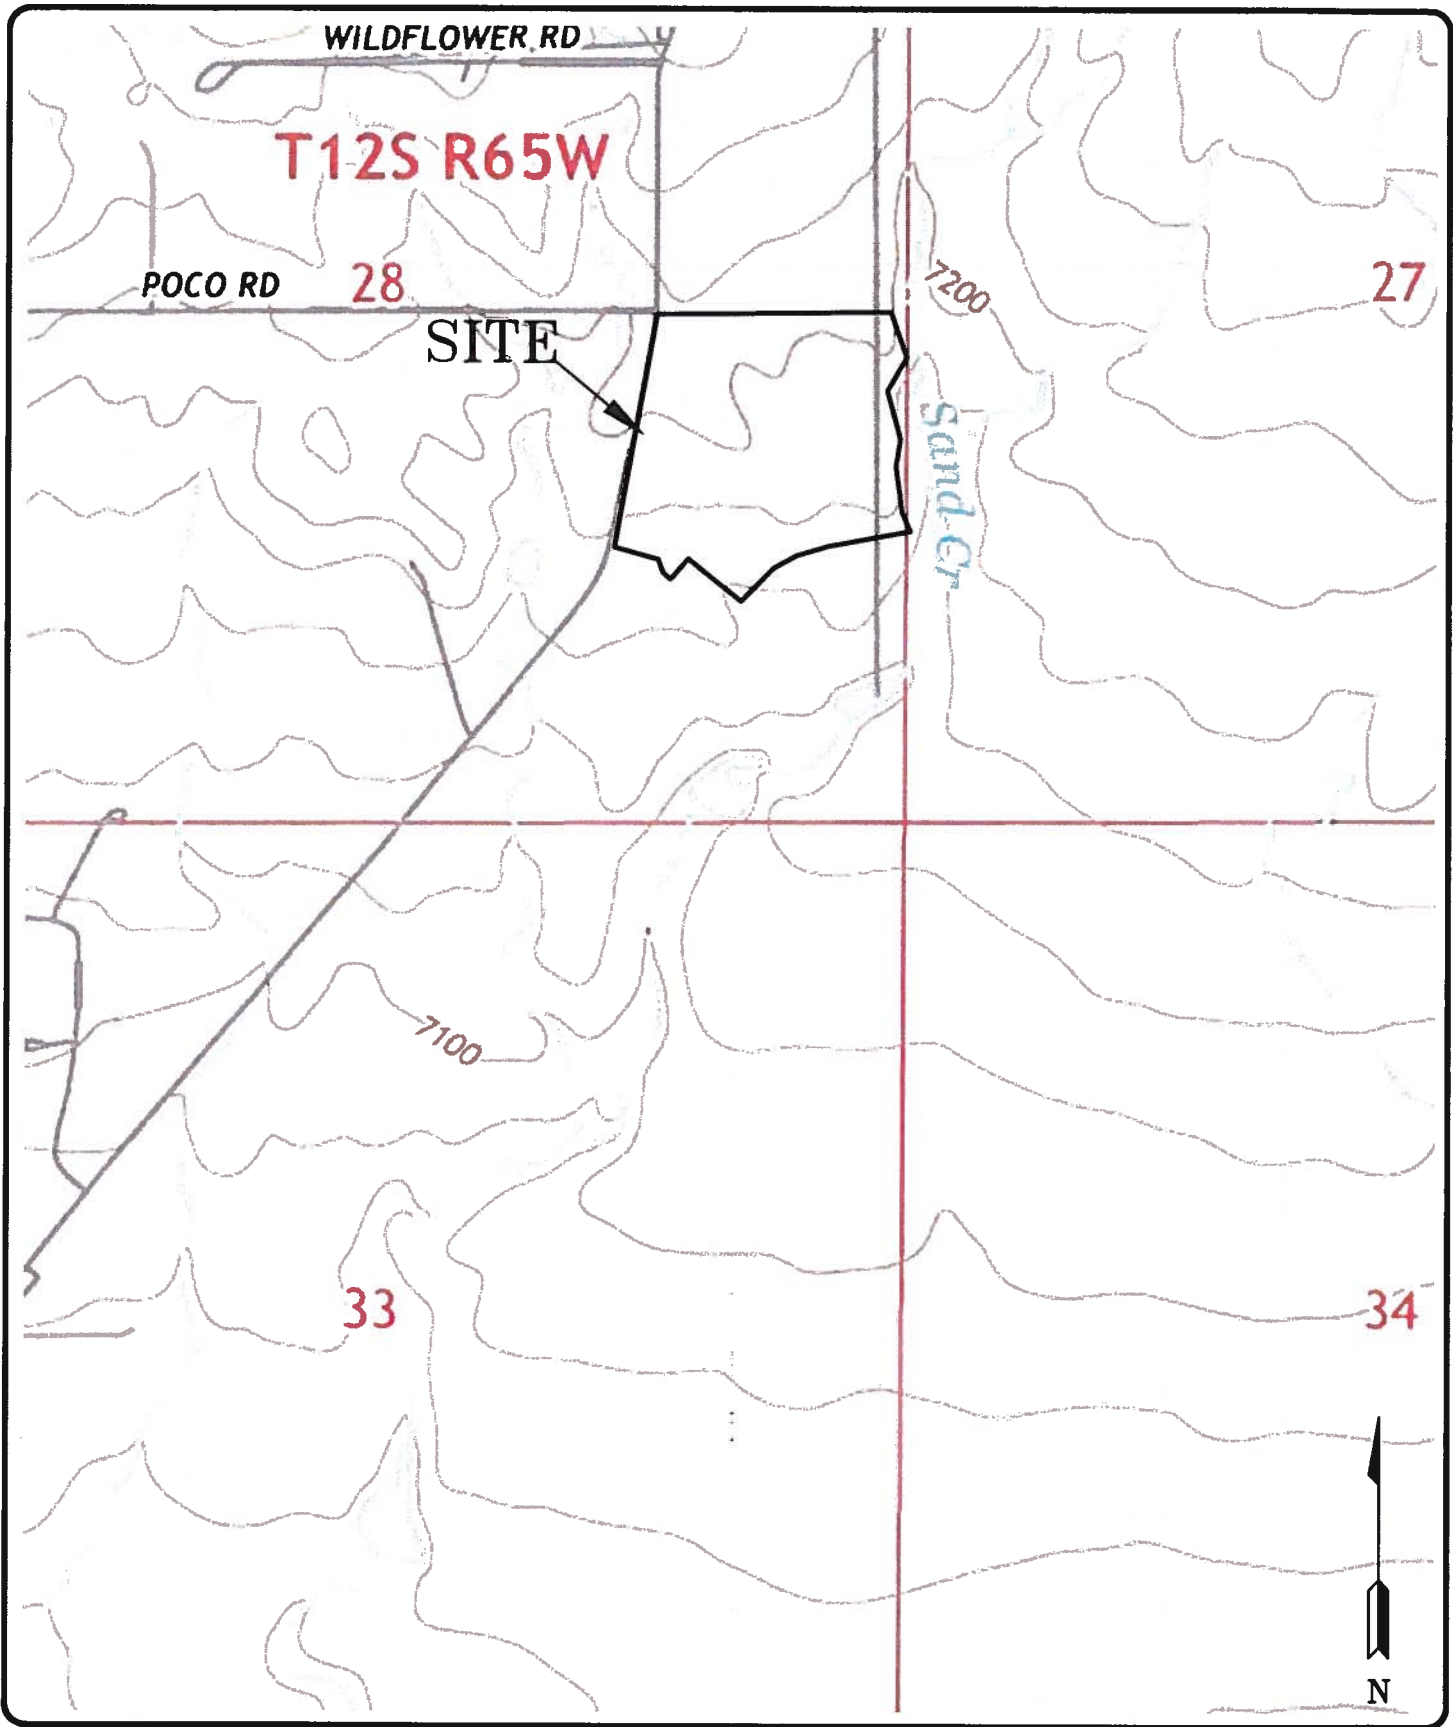 WILDFLOWER RD
T12S R65W
POCO RD
28
7200
27
SITE
Sand Cr
7100
33
34
N